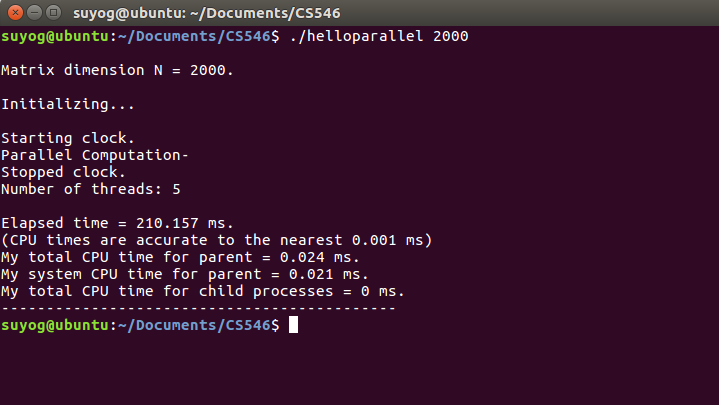 suyog@ubuntu: ~/Documents/CS546
suyog@ubuntu:~/Documents/CS546$ ./helloparallel 2000
Matrix dimension N = 2000.
Initializing...
Starting clock.
Parallel Computation-
Stopped clock.
Number of threads: 5
Elapsed time = 210.157 ms.
(CPU times are accurate to the nearest 0.001 ms)
My total CPU time for parent = 0.024 ms.
My system CPU time for parent = 0.021 ms.
My total CPU time for child processes = 0 ms.
--------------------------------------------
suyog@ubuntu:~/Documents/CS546$